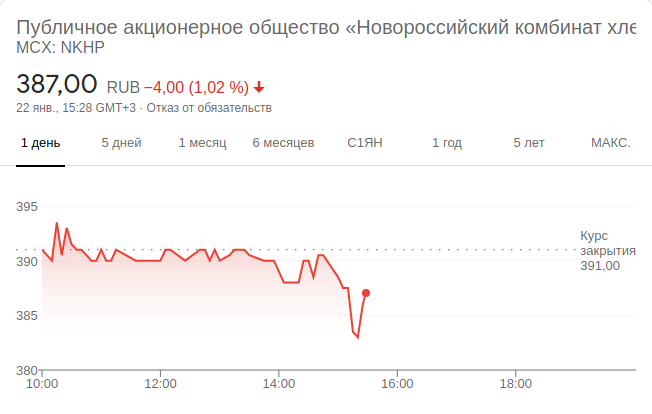 Публичное акционерное общество «Новороссийский комбинат хле
MCX: NKHP
387,00 RUB −4,00 (1,02 %)
22 янв., 15:28 GMT+3 · Отказ от обязательств
1 день 5 дней 1 месяц 6 месяцев С1ЯН 1 год 5 лет МАКС.
395
390
385
380
Курс
закрытия
391,00
10:00 12:00 14:00 16:00 18:00